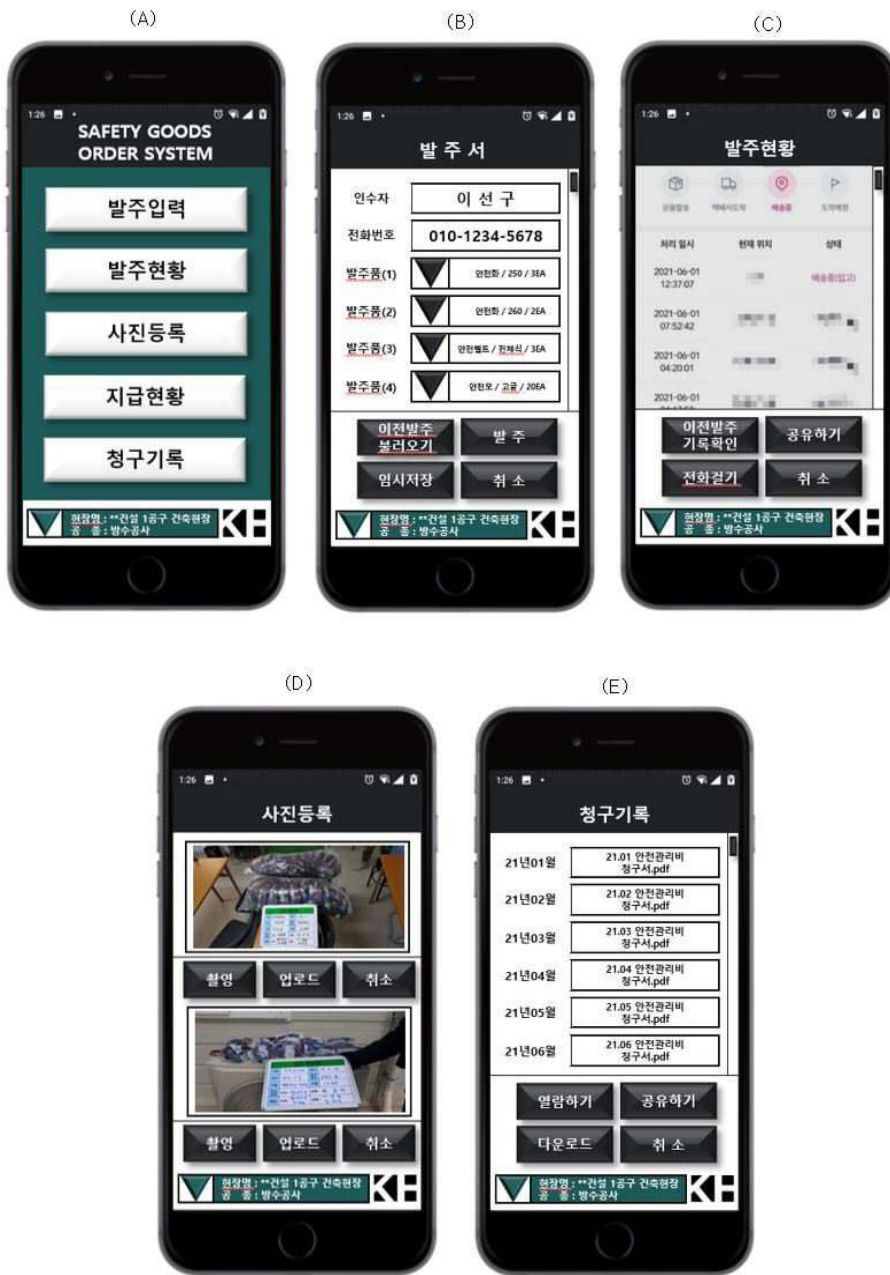 (A)
1:26
SAFETY GOODS
ORDER SYSTEM
발주입력
발주현황
사진등록
지급현황
청구기록
현장명 : **건설 1공구 건축현장
공 종 : 방수공사
(B)
1:26
발 주 서
인수자 이 선 구
전화번호 010-1234-5678
발주품(1) 안전화 / 250 / 3EA
발주품(2) 안전화 / 260 / 2EA
발주품(3) 안전벨트 / 전체식 / 3EA
발주품(4) 안전모 / 고글 / 20EA
이전발주
불러오기
발 주
임시저장
취 소
현장명 : **건설 1공구 건축현장
공 종 : 방수공사
(C)
1:26
발주현황
상품발송 택배사도착 배송중 도착예정
처리 일시 현재 위치 상태
2021-06-01
12:37:07
배송중(입고)
2021-06-01
07:52:42
2021-06-01
04:20:01
2021-06-01
이전발주
기록확인
공유하기
전화걸기
취 소
현장명 : **건설 1공구 건축현장
공 종 : 방수공사
(D)
1:26
사진등록
촬영 업로드 취소
촬영 업로드 취소
현장명 : **건설 1공구 건축현장
공 종 : 방수공사
(E)
1:26
청구기록
21년01월 21.01 안전관리비
청구서.pdf
21년02월 21.02 안전관리비
청구서.pdf
21년03월 21.03 안전관리비
청구서.pdf
21년04월 21.04 안전관리비
청구서.pdf
21년05월 21.05 안전관리비
청구서.pdf
21년06월 21.06 안전관리비
청구서.pdf
열람하기 공유하기
다운로드 취 소
현장명 : **건설 1공구 건축현장
공 종 : 방수공사